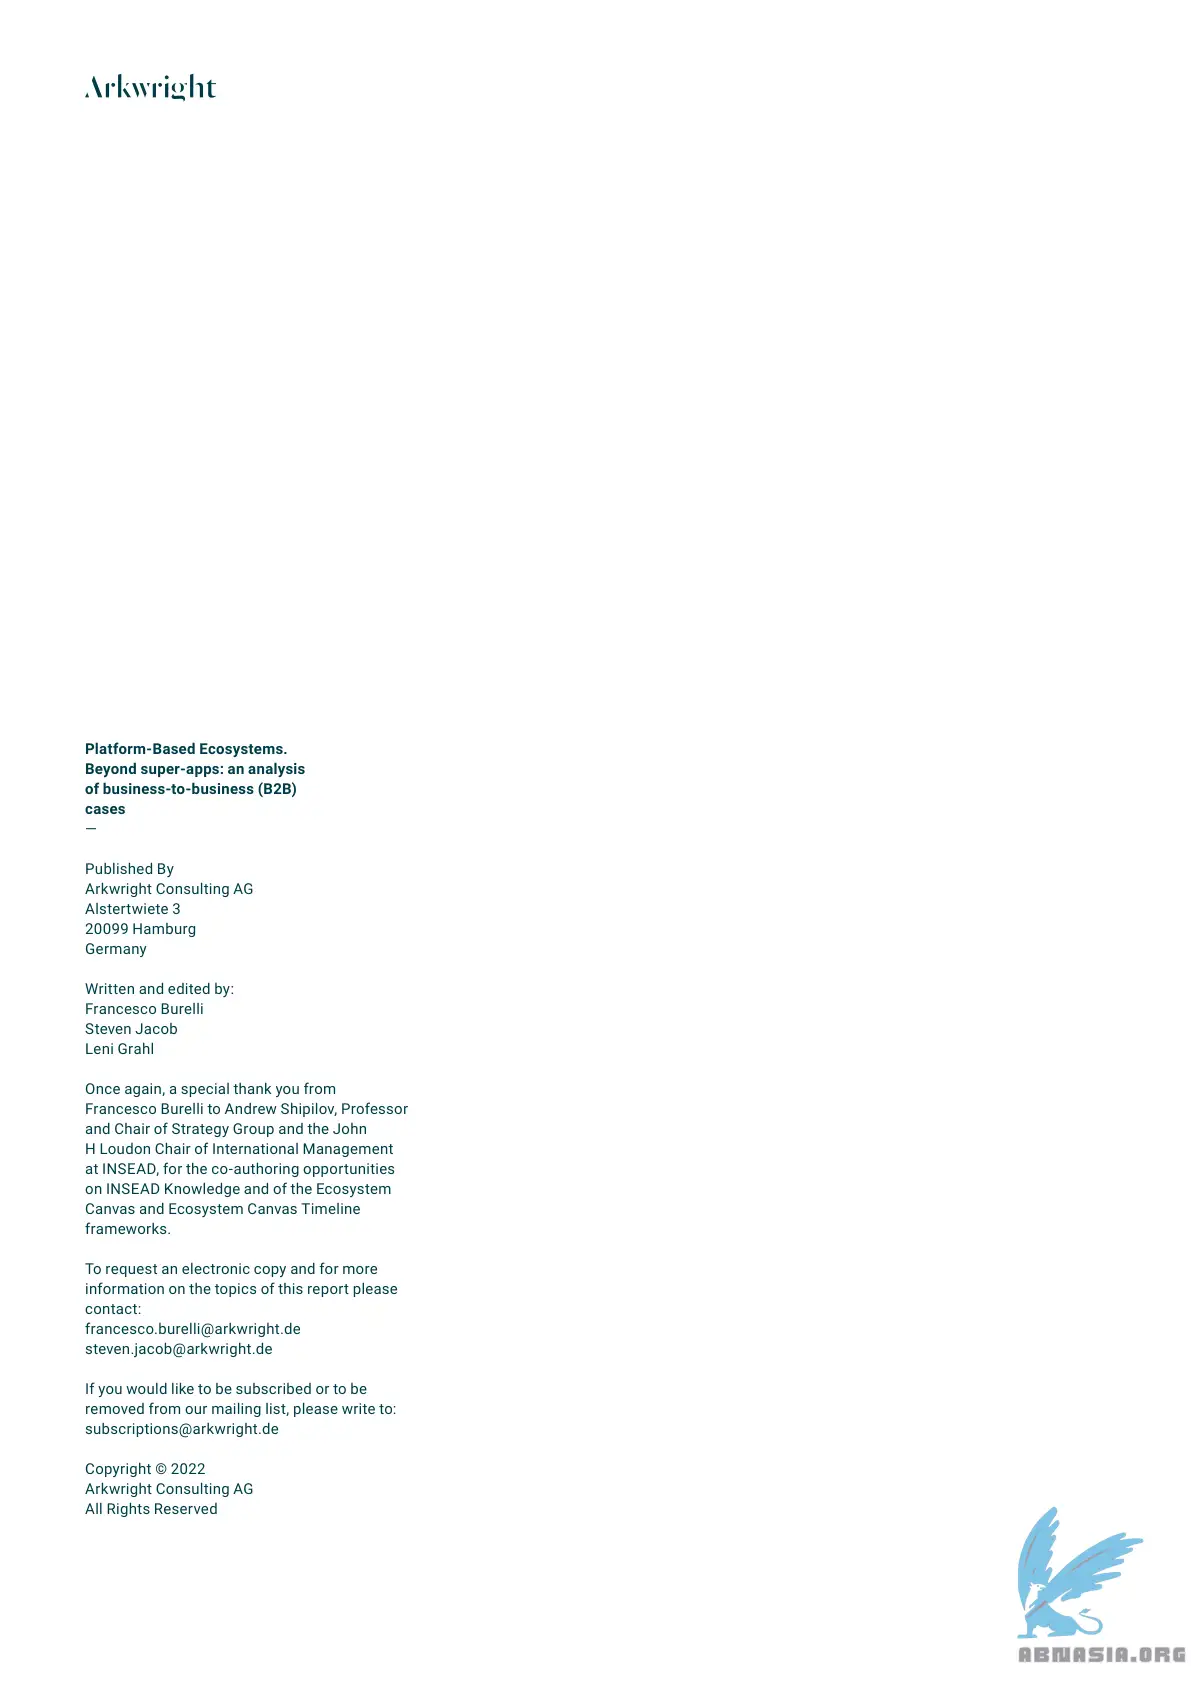 Arkwright
Platform-Based Ecosystems.
Beyond super-apps: an analysis
of business-to-business (B2B)
cases
—
Published By
Arkwright Consulting AG
Alstertwiete 3
20099 Hamburg
Germany
Written and edited by:
Francesco Burelli
Steven Jacob
Leni Grahl
Once again, a special thank you from
Francesco Burelli to Andrew Shipilov, Professor
and Chair of Strategy Group and the John
H Loudon Chair of International Management
at INSEAD, for the co-authoring opportunities
on INSEAD Knowledge and of the Ecosystem
Canvas and Ecosystem Canvas Timeline
frameworks.
To request an electronic copy and for more
information on the topics of this report please
contact:
francesco.burelli@arkwright.de
steven.jacob@arkwright.de
If you would like to be subscribed or to be
removed from our mailing list, please write to:
subscriptions@arkwright.de
Copyright © 2022
Arkwright Consulting AG
All Rights Reserved
ABNASIA.ORG